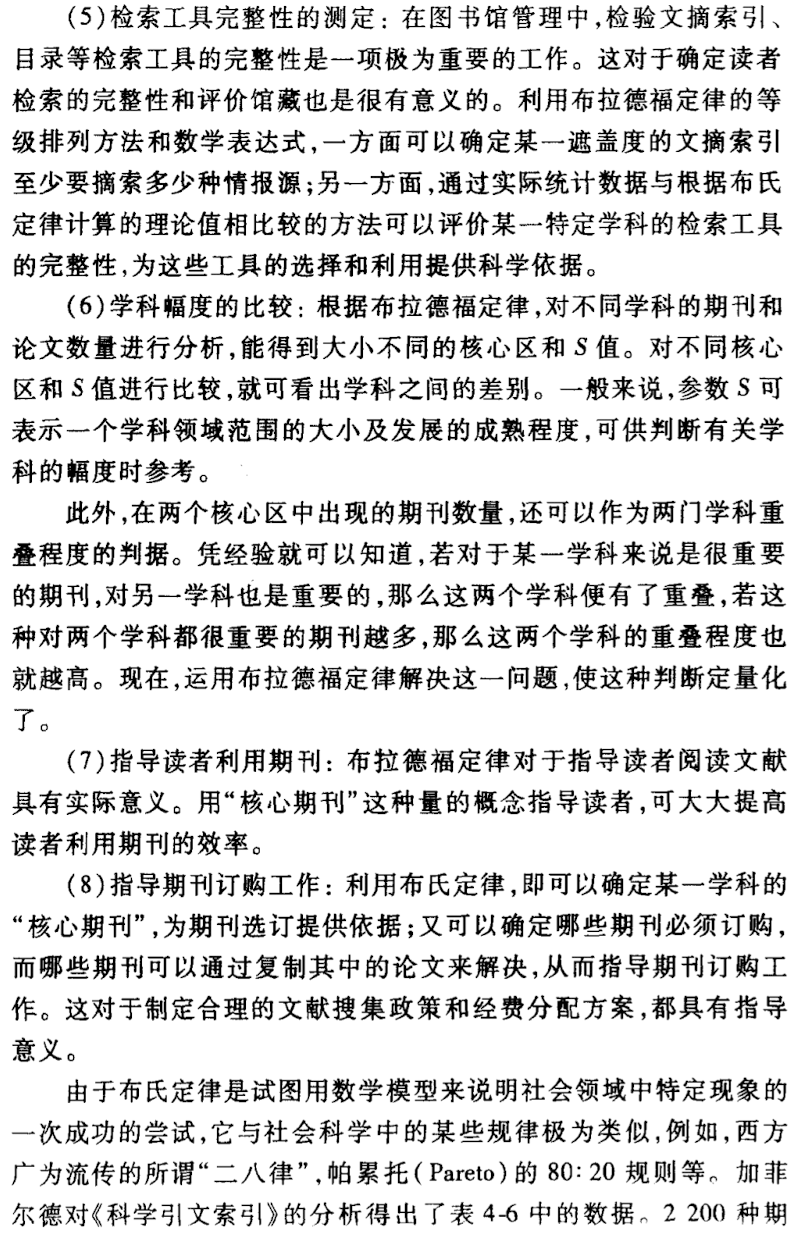 (5)检索工具完整性的测定：在图书馆管理中,检验文摘索引、
目录等检索工具的完整性是一项极为重要的工作。这对于确定读者
检索的完整性和评价馆藏也是很有意义的。利用布拉德福定律的等
级排列方法和数学表达式,一方面可以确定某一遮盖度的文摘索引
至少要摘索多少种情报源;另一方面,通过实际统计数据与根据布氏
定律计算的理论值相比较的方法可以评价某一特定学科的检索工具
的完整性,为这些工具的选择和利用提供科学依据。
(6)学科幅度的比较：根据布拉德福定律,对不同学科的期刊和
论文数量进行分析,能得到大小不同的核心区和 S 值。对不同核心
区和 S 值进行比较,就可看出学科之间的差别。一般来说,参数 S 可
表示一个学科领域范围的大小及发展的成熟程度,可供判断有关学
科的幅度时参考。
此外,在两个核心区中出现的期刊数量,还可以作为两门学科重
叠程度的判据。凭经验就可以知道,若对于某一学科来说是很重要
的期刊,对另一学科也是重要的,那么这两个学科便有了重叠,若这
种对两个学科都很重要的期刊越多,那么这两个学科的重叠程度也
就越高。现在,运用布拉德福定律解决这一问题,使这种判断定量化
了。
(7)指导读者利用期刊：布拉德福定律对于指导读者阅读文献
具有实际意义。用“核心期刊”这种量的概念指导读者,可大大提高
读者利用期刊的效率。
(8)指导期刊订购工作：利用布氏定律,即可以确定某一学科的
“核心期刊”,为期刊选订提供依据;又可以确定哪些期刊必须订购,
而哪些期刊可以通过复制其中的论文来解决,从而指导期刊订购工
作。这对于制定合理的文献搜集政策和经费分配方案,都具有指导
意义。
由于布氏定律是试图用数学模型来说明社会领域中特定现象的
一次成功的尝试,它与社会科学中的某些规律极为类似,例如,西方
广为流传的所谓“二八律”,帕累托(Pareto)的 80∶20 规则等。加菲
尔德对《科学引文索引》的分析得出了表 4-6 中的数据。2 200 种期